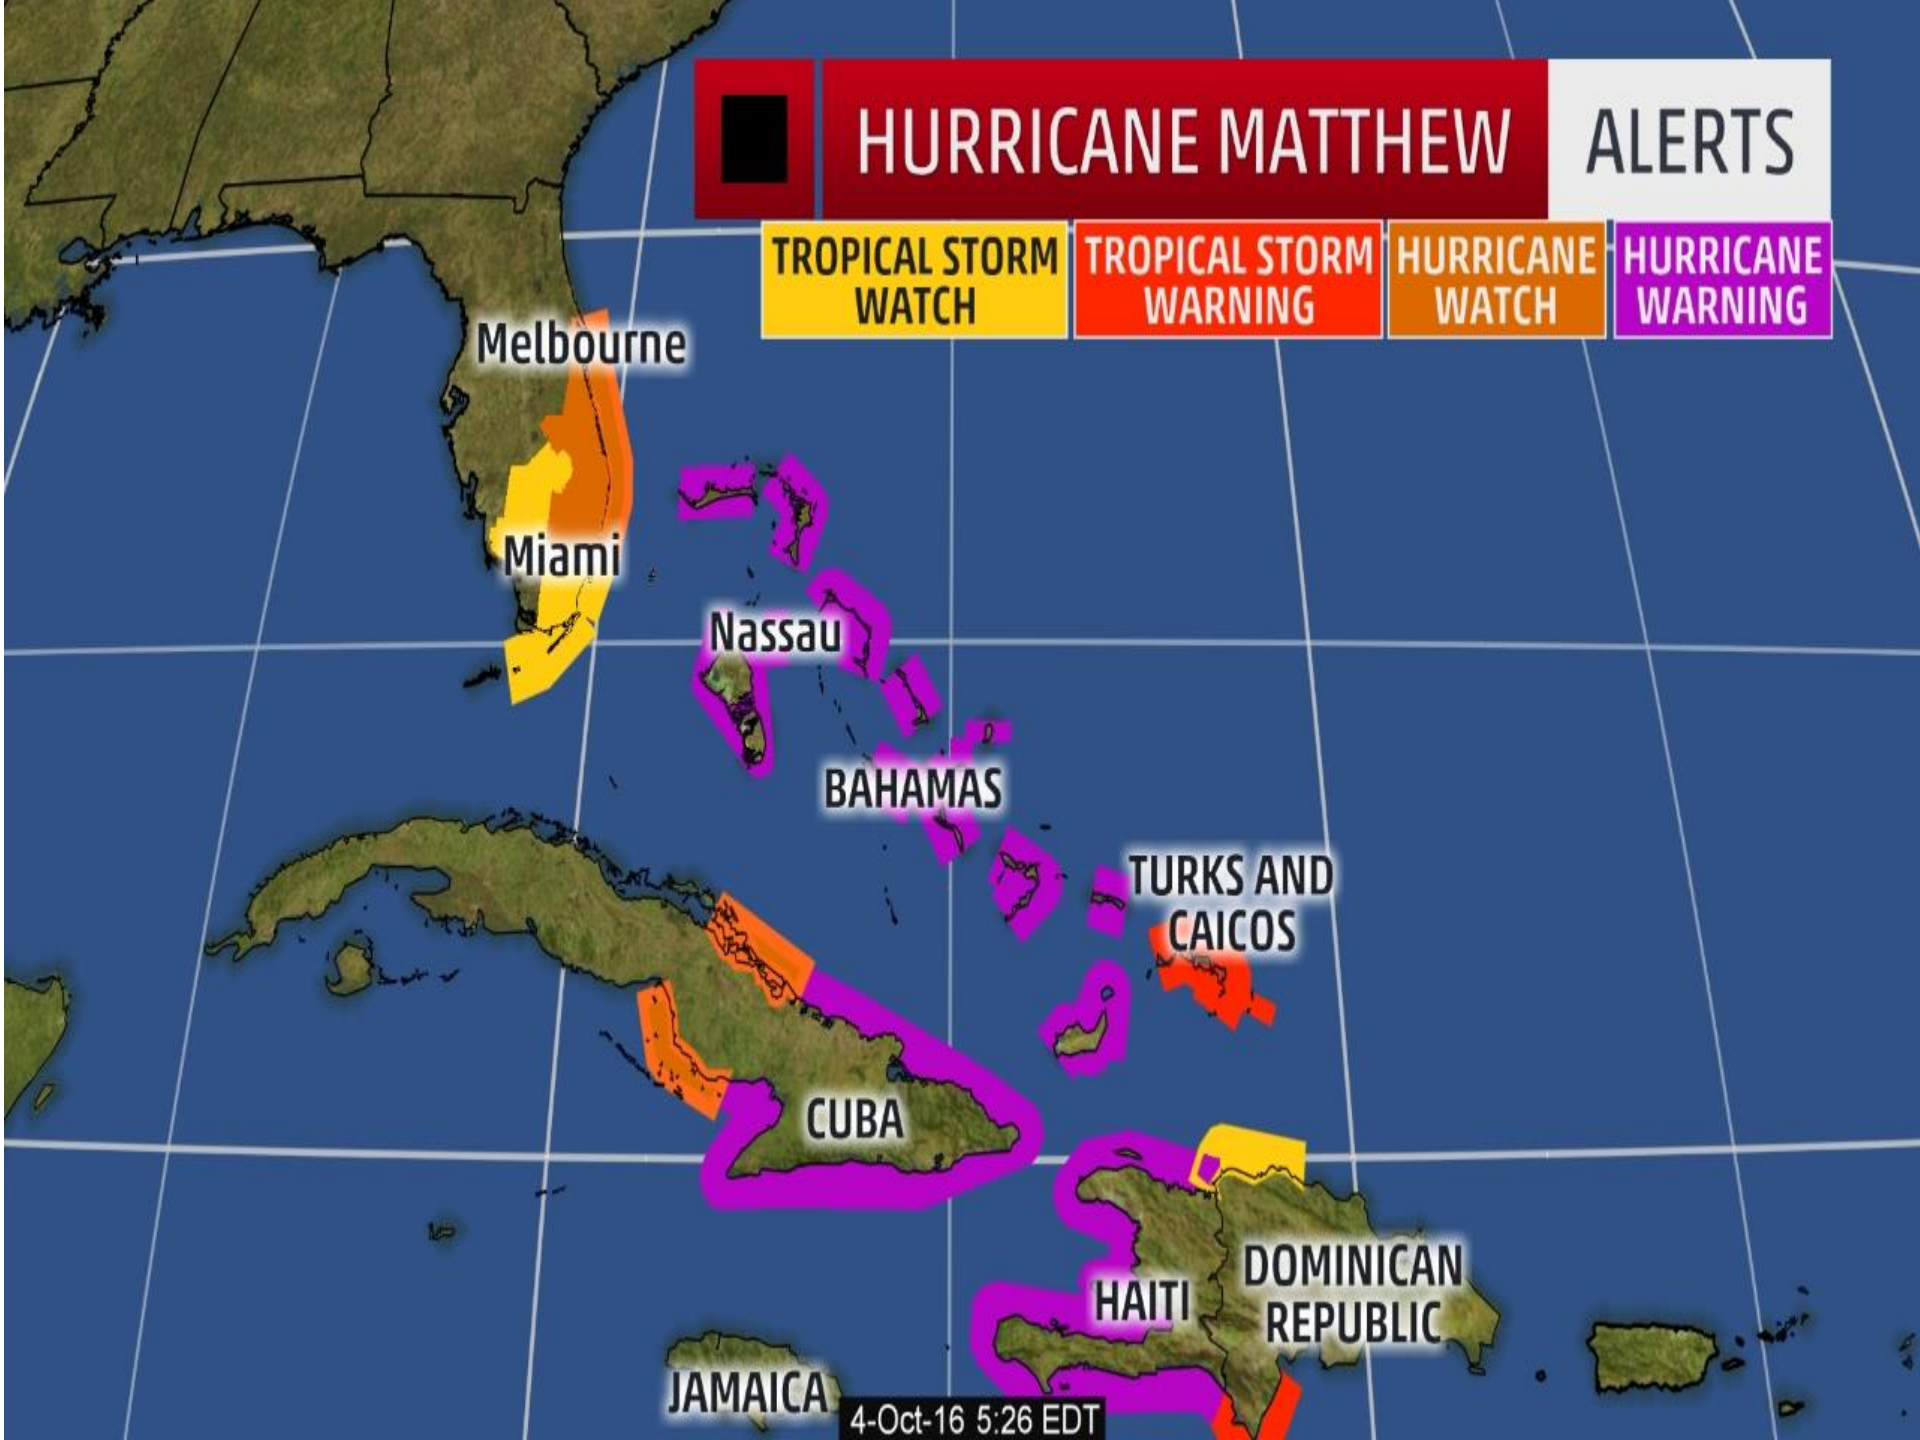 HURRICANE MATTHEW ALERTS
TROPICAL STORM
WATCH
TROPICAL STORM
WARNING
HURRICANE
WATCH
HURRICANE
WARNING
Melbourne
Miami
Nassau
BAHAMAS
TURKS AND
CAICOS
CUBA
HAITI
DOMINICAN
REPUBLIC
JAMAICA
4-Oct-16 5:26 EDT